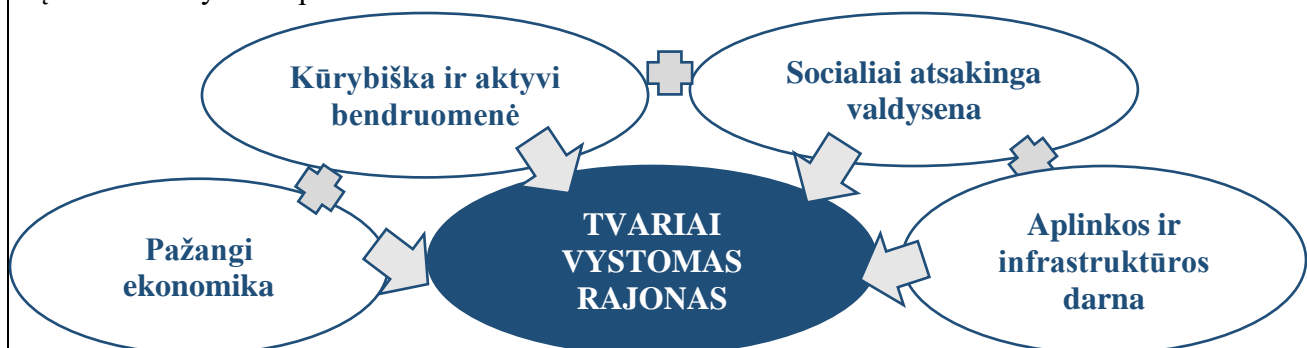 Kūrybiška ir aktyvi
bendruomenė
Socialiai atsakinga
valdysena
Pažangi
ekonomika
TVARIAI
VYSTOMAS
RAJONAS
Aplinkos ir
infrastruktūros
darna